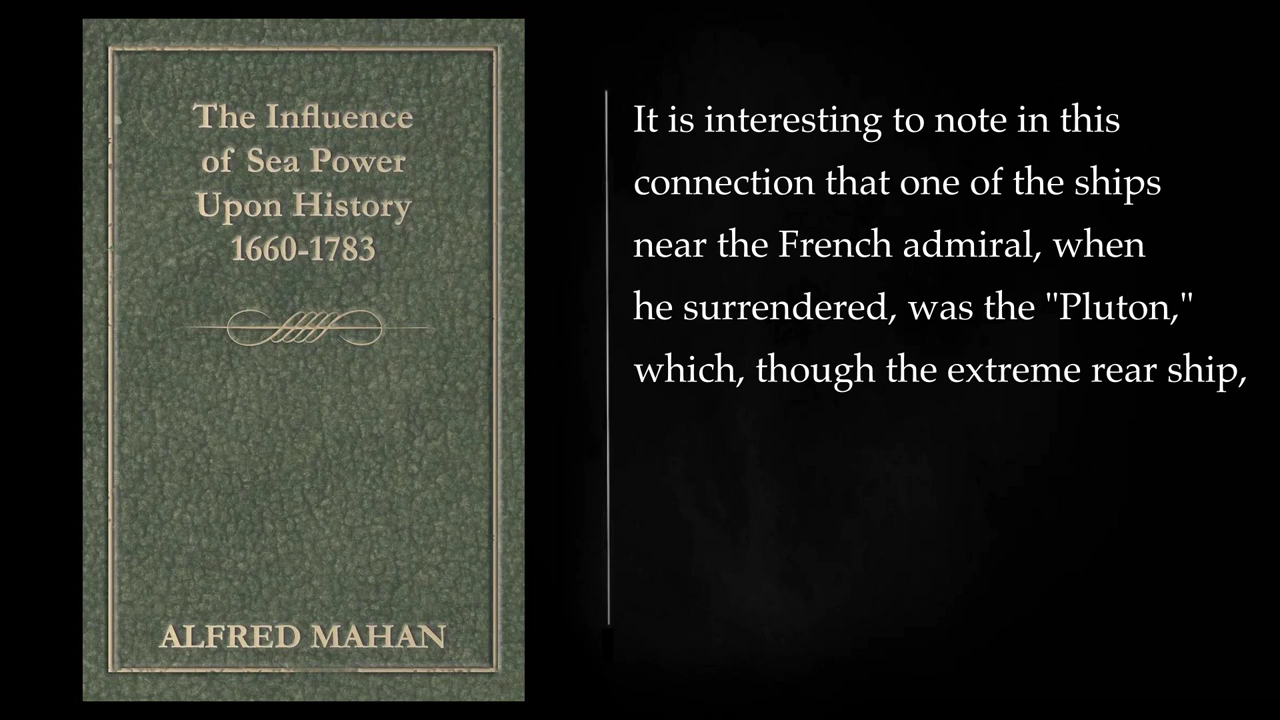 The Influence
of Sea Power
Upon History
1660-1783
ALFRED MAHAN
It is interesting to note in this
connection that one of the ships
near the French admiral, when
he surrendered, was the "Pluton,"
which, though the extreme rear ship,